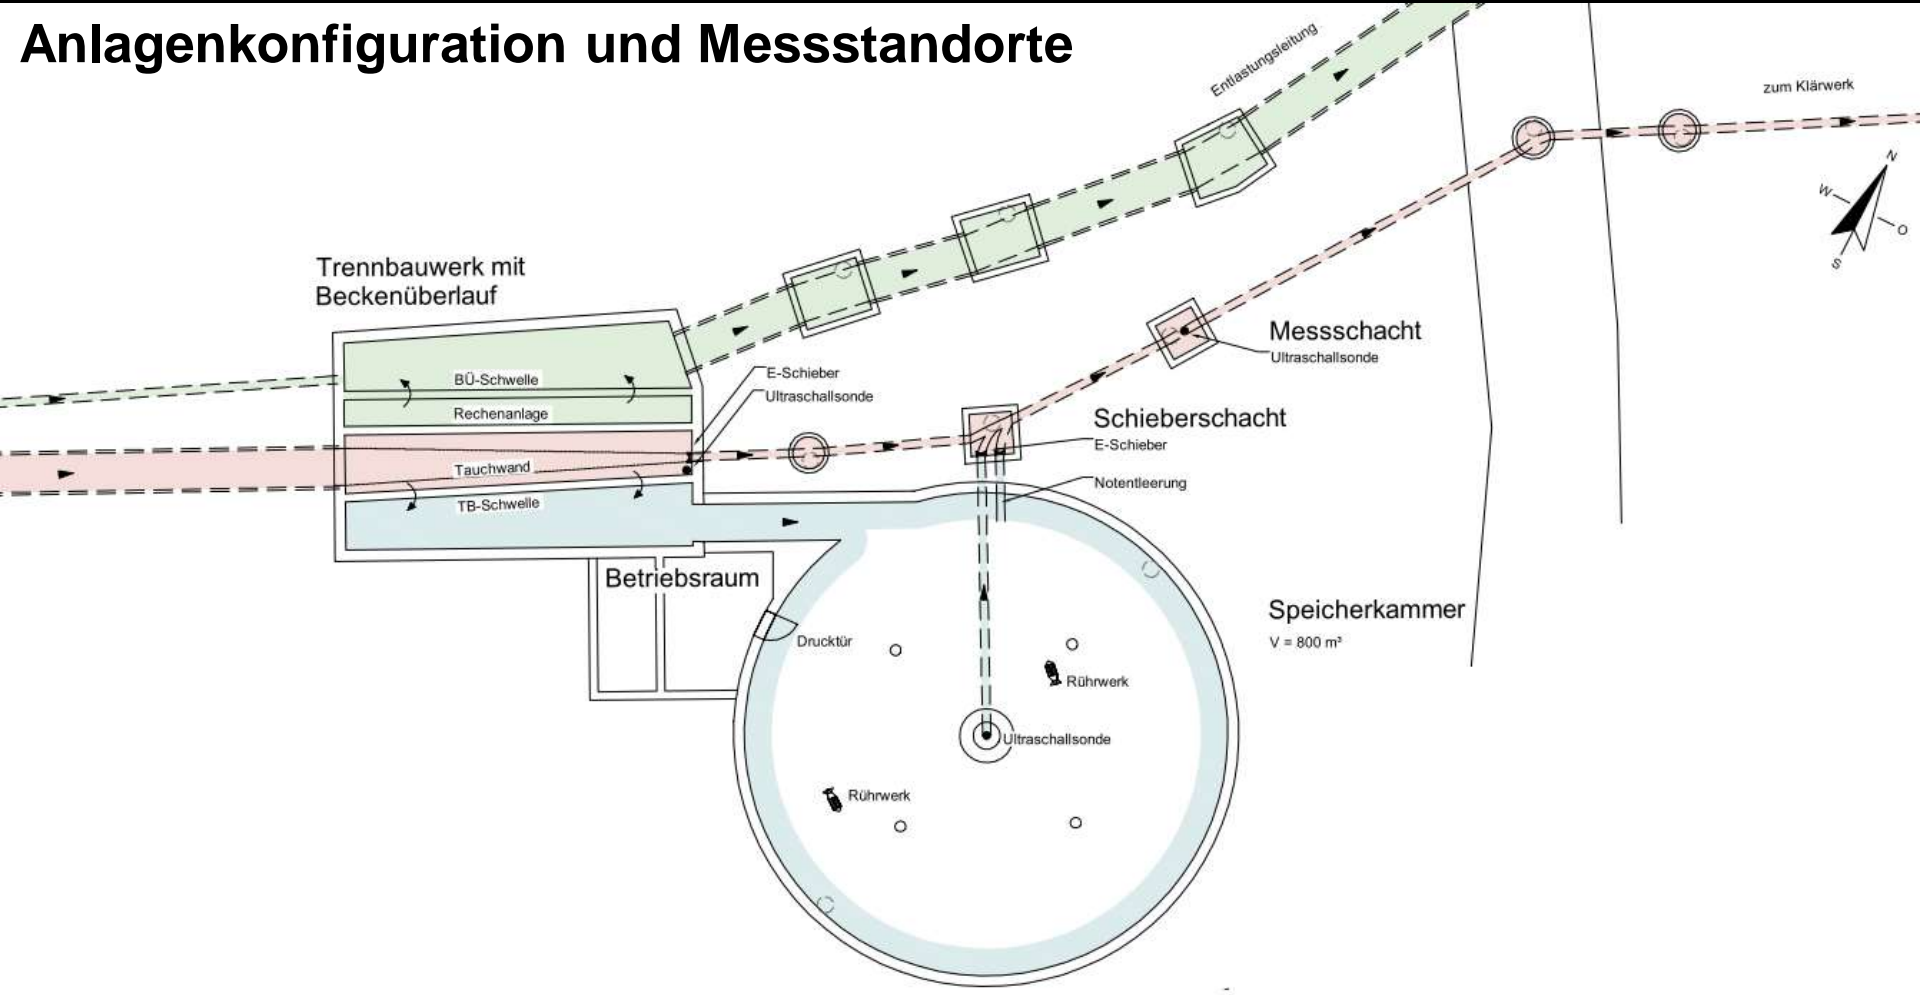 Anlagenkonfiguration und Messstandorte
Entlastungsleitung
zum Klärwerk
N
W
O
S
Trennbauwerk mit
Beckenüberlauf
BÜ-Schwelle
Rechenanlage
Tauchwand
TB-Schwelle
E-Schieber
Ultraschallsonde
Messschacht
Ultraschallsonde
Schieberschacht
E-Schieber
Notentleerung
Betriebsraum
Drucktür
Speicherkammer
V = 800 m³
Rührwerk
Ultraschallsonde
Rührwerk